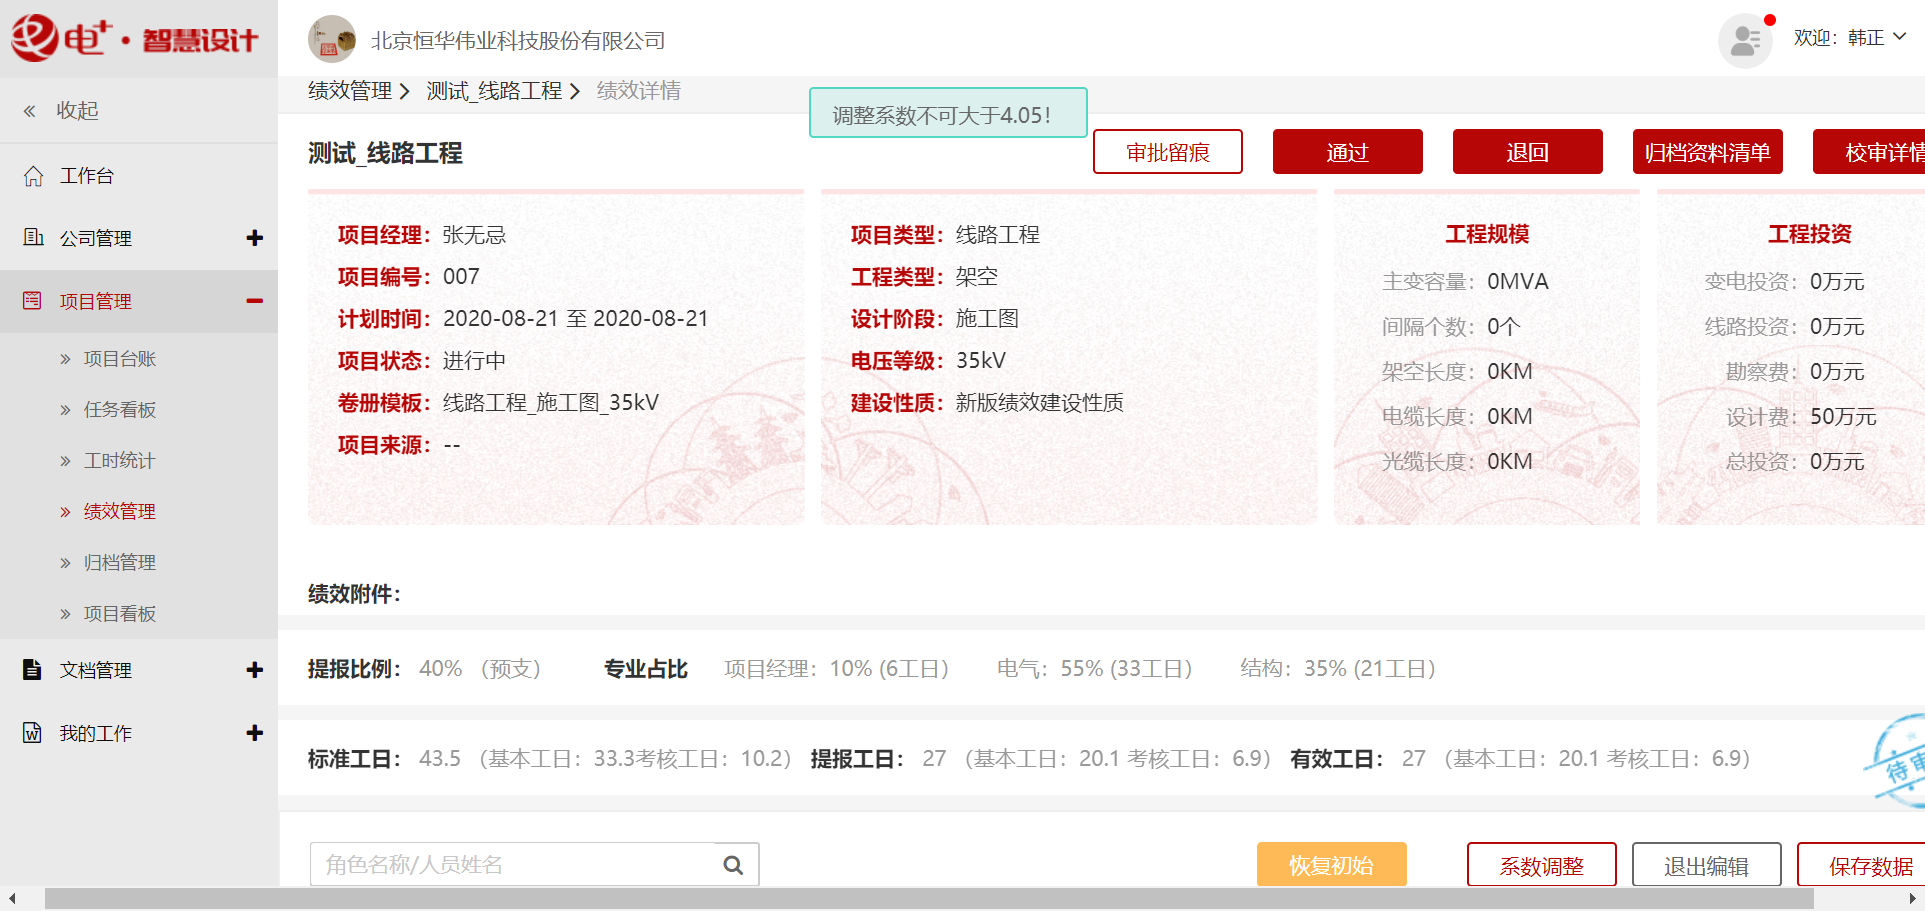 电+·智慧设计
北京恒华伟业科技股份有限公司
欢迎：韩正
收起
绩效管理 测试_线路工程 绩效详情
调整系数不可大于4.05！
测试_线路工程
审批留痕 通过 退回 归档资料清单 校审详情
工作台
公司管理
项目管理
项目台账
任务看板
工时统计
绩效管理
归档管理
项目看板
文档管理
我的工作
项目经理：张无忌
项目编号：007
计划时间：2020-08-21 至 2020-08-21
项目状态：进行中
卷册模板：线路工程_施工图_35kV
项目来源：--
项目类型：线路工程
工程类型：架空
设计阶段：施工图
电压等级：35kV
建设性质：新版绩效建设性质
工程规模
主变容量：0MVA
间隔个数：0个
架空长度：0KM
电缆长度：0KM
光缆长度：0KM
工程投资
变电投资：0万元
线路投资：0万元
勘察费：0万元
设计费：50万元
总投资：0万元
绩效附件：
提报比例： 40% （预支） 专业占比 项目经理：10% (6工日) 电气：55% (33工日) 结构：35% (21工日)
标准工日： 43.5 （基本工日：33.3考核工日：10.2） 提报工日： 27 （基本工日：20.1 考核工日：6.9） 有效工日： 27 （基本工日：20.1 考核工日：6.9）
待审
角色名称/人员姓名
恢复初始 系数调整 退出编辑 保存数据